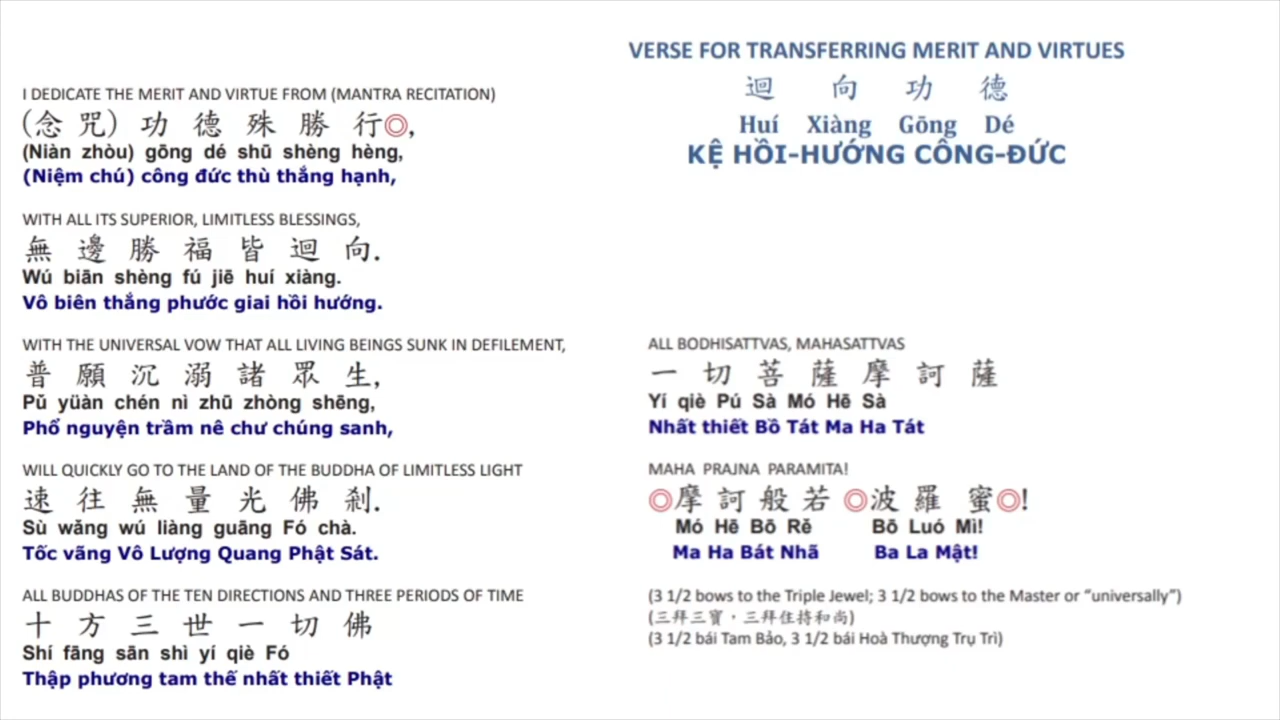 VERSE FOR TRANSFERRING MERIT AND VIRTUES
迴 向 功 德
Huí Xiàng Gōng Dé
KỆ HỒI-HƯỚNG CÔNG-ĐỨC
I DEDICATE THE MERIT AND VIRTUE FROM (MANTRA RECITATION)
(念 咒) 功 德 殊 勝 行◎,
(Niàn zhòu) gōng dé shū shèng hèng,
(Niệm chú) công đức thù thắng hạnh,
WITH ALL ITS SUPERIOR, LIMITLESS BLESSINGS,
無 邊 勝 福 皆 迴 向.
Wú biān shèng fú jiē huí xiàng.
Vô biên thắng phước giai hồi hướng.
WITH THE UNIVERSAL VOW THAT ALL LIVING BEINGS SUNK IN DEFILEMENT,
普 願 沉 溺 諸 眾 生,
Pǔ yüàn chén nì zhū zhòng shēng,
Phổ nguyện trầm nê chư chúng sanh,
WILL QUICKLY GO TO THE LAND OF THE BUDDHA OF LIMITLESS LIGHT
速 往 無 量 光 佛 剎.
Sù wǎng wú liàng guāng Fó chà.
Tốc vãng Vô Lượng Quang Phật Sát.
ALL BUDDHAS OF THE TEN DIRECTIONS AND THREE PERIODS OF TIME
十 方 三 世 一 切 佛
Shí fāng sān shì yí qiè Fó
Thập phương tam thế nhất thiết Phật
ALL BODHISATTVAS, MAHASATTVAS
一 切 菩 薩 摩 訶 薩
Yí qiè Pú Sà Mó Hē Sà
Nhất thiết Bồ Tát Ma Ha Tát
MAHA PRAJNA PARAMITA!
◎摩 訶 般 若 ◎波 羅 蜜◎!
Mó Hē Bō Rě Bō Luó Mì!
Ma Ha Bát Nhã Ba La Mật!
(3 1/2 bows to the Triple Jewel; 3 1/2 bows to the Master or “universally”)
(三拜三寶，三拜住持和尚)
(3 1/2 bái Tam Bảo, 3 1/2 bái Hoà Thượng Trụ Trì)